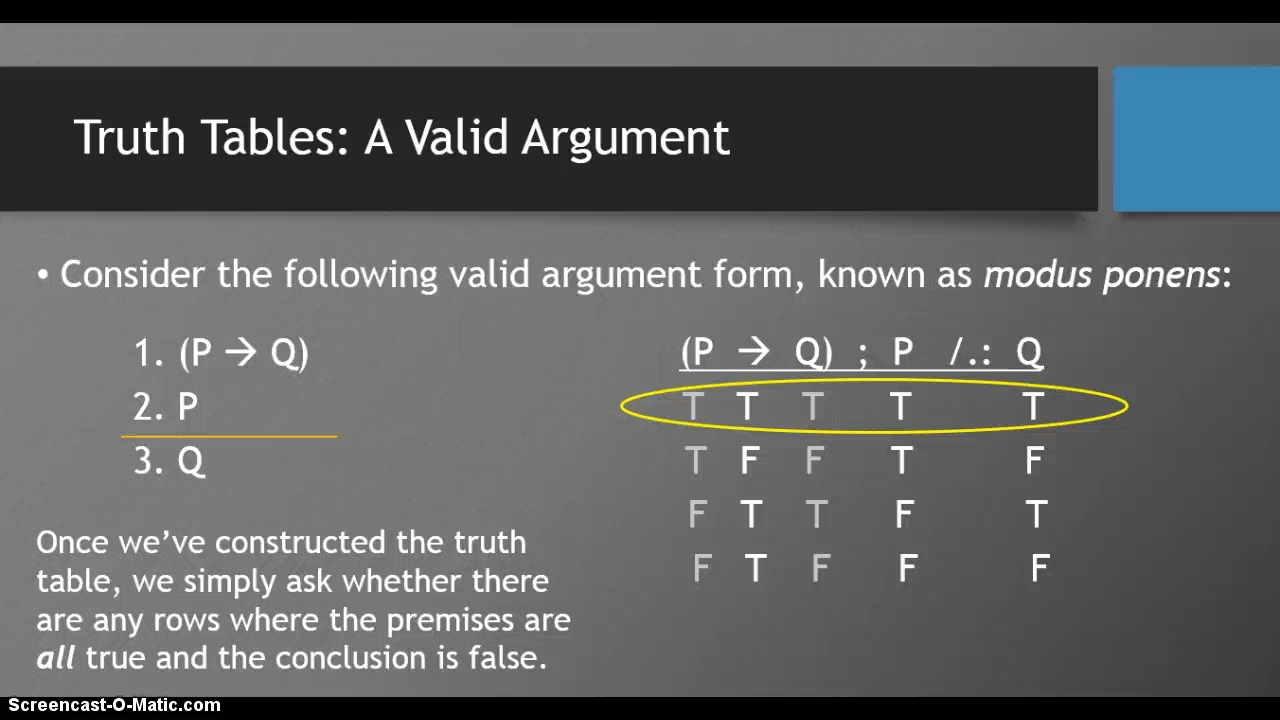 Truth Tables: A Valid Argument
• Consider the following valid argument form, known as modus ponens:
1. (P → Q)
2. P
3. Q
Once we’ve constructed the truth
table, we simply ask whether there
are any rows where the premises are
all true and the conclusion is false.
(P → Q) ; P /.: Q
T T T T T
T F F T F
F T T F T
F T F F F
Screencast-O-Matic.com